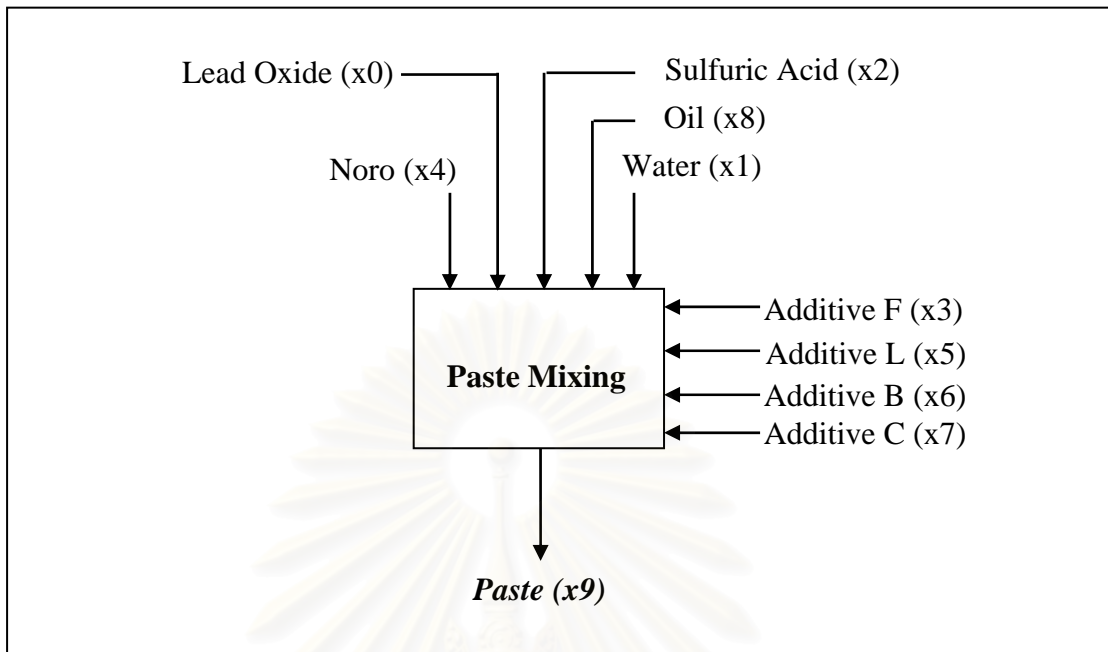 Lead Oxide (x0)
Sulfuric Acid (x2)
Oil (x8)
Noro (x4)
Water (x1)
Additive F (x3)
Additive L (x5)
Paste Mixing
Additive B (x6)
Additive C (x7)
Paste (x9)